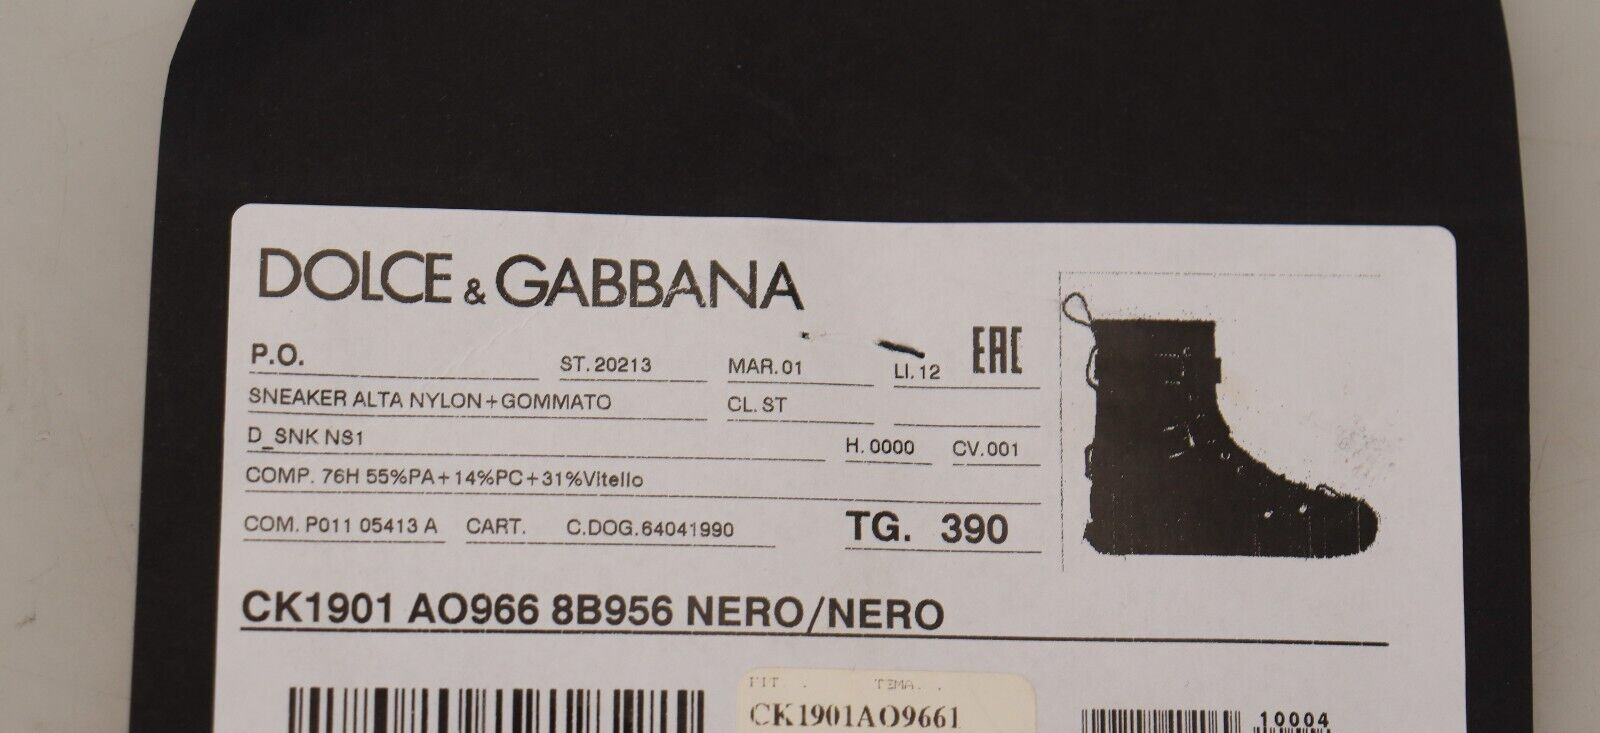 DOLCE & GABBANA
EAC
P.O. ST. 20213 MAR. 01 LI. 12
SNEAKER ALTA NYLON+GOMMATO CL. ST
D_SNK NS1 H. 0000 CV. 001
COMP. 76H 55%PA+14%PC+31%Vitello
COM. P011 05413 A CART. C.DOG.64041990 TG. 390
CK1901 AO966 8B956 NERO/NERO
FIT. . TEMA. .
CK1901AO9661
10004